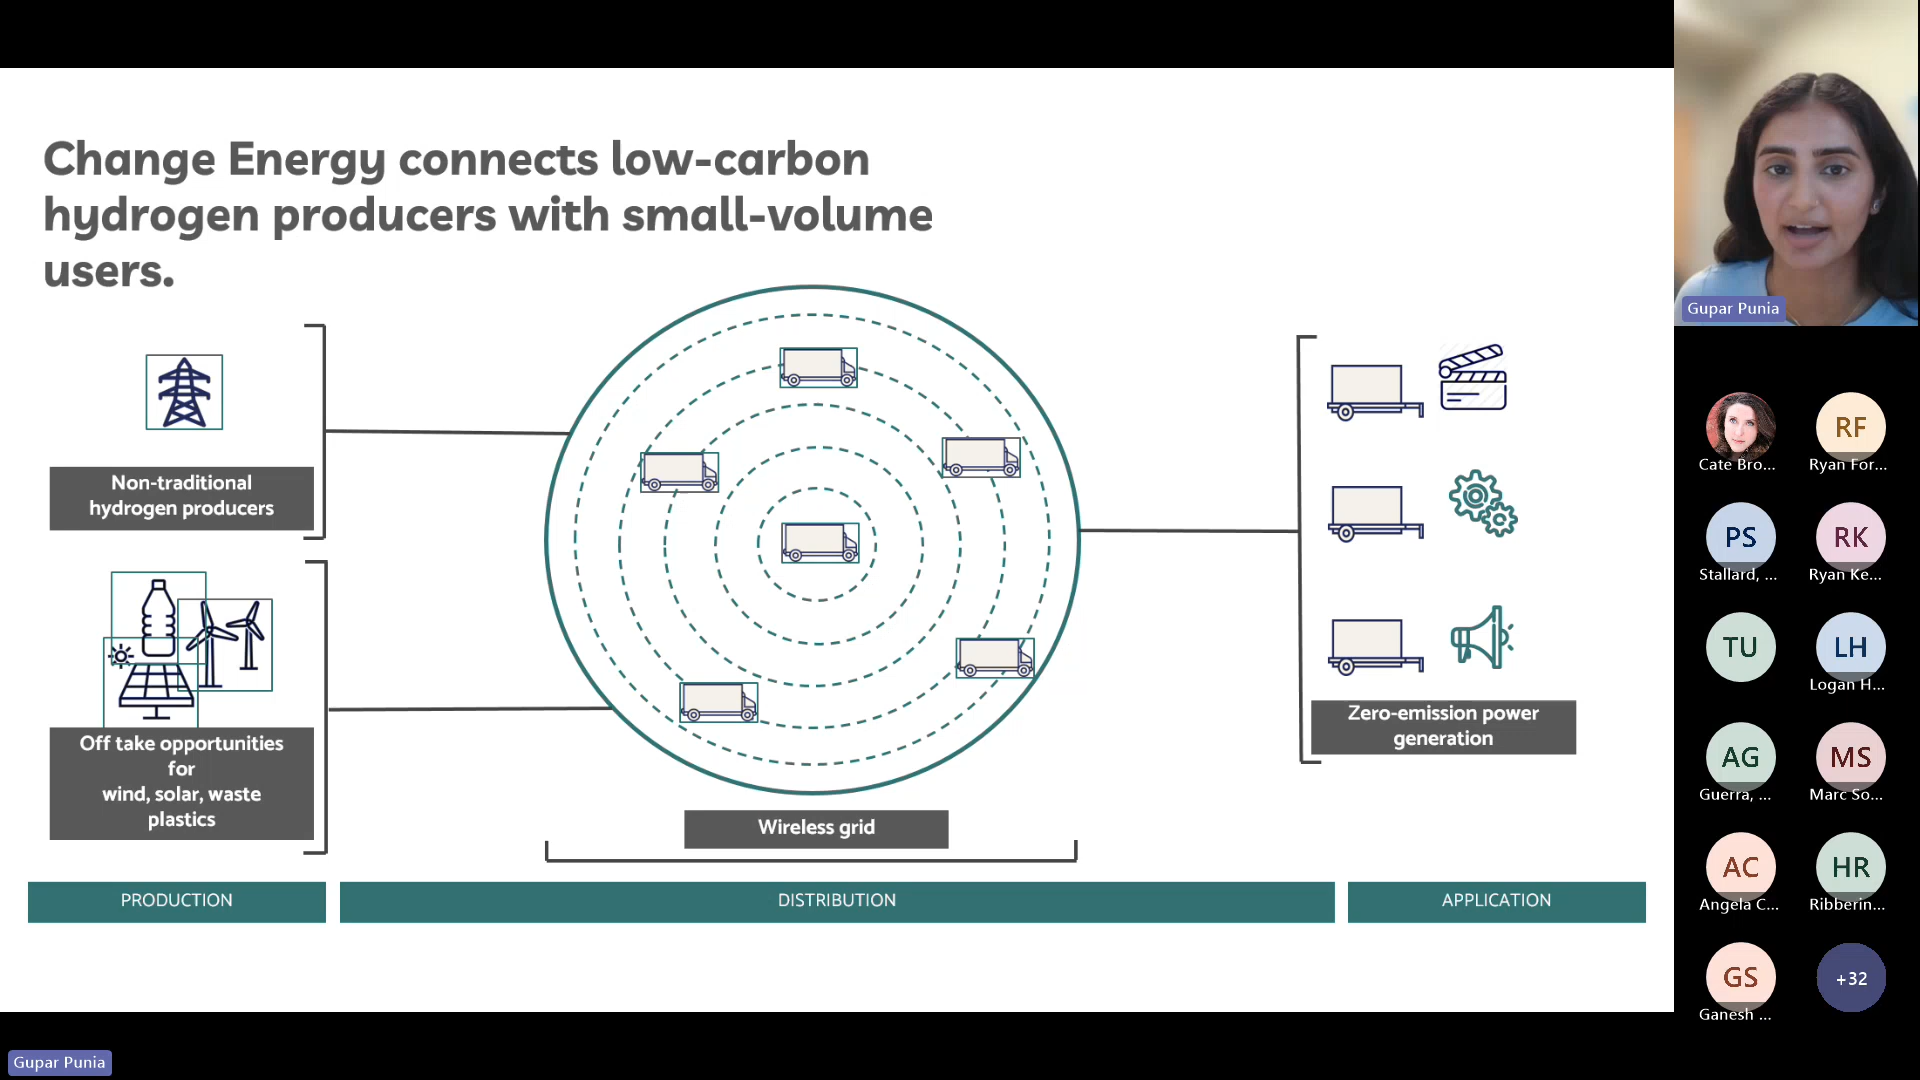 Change Energy connects low-carbon
hydrogen producers with small-volume
users.
Non-traditional
hydrogen producers
Off take opportunities
for
wind, solar, waste
plastics
Wireless grid
Zero-emission power
generation
PRODUCTION
DISTRIBUTION
APPLICATION
Gupar Punia
Gupar Punia
Cate Bro...
RF
Ryan For...
PS
Stallard, ...
RK
Ryan Ke...
TU
LH
Logan H...
AG
Guerra, ...
MS
Marc So...
AC
Angela C...
HR
Ribberin...
GS
Ganesh ...
+32